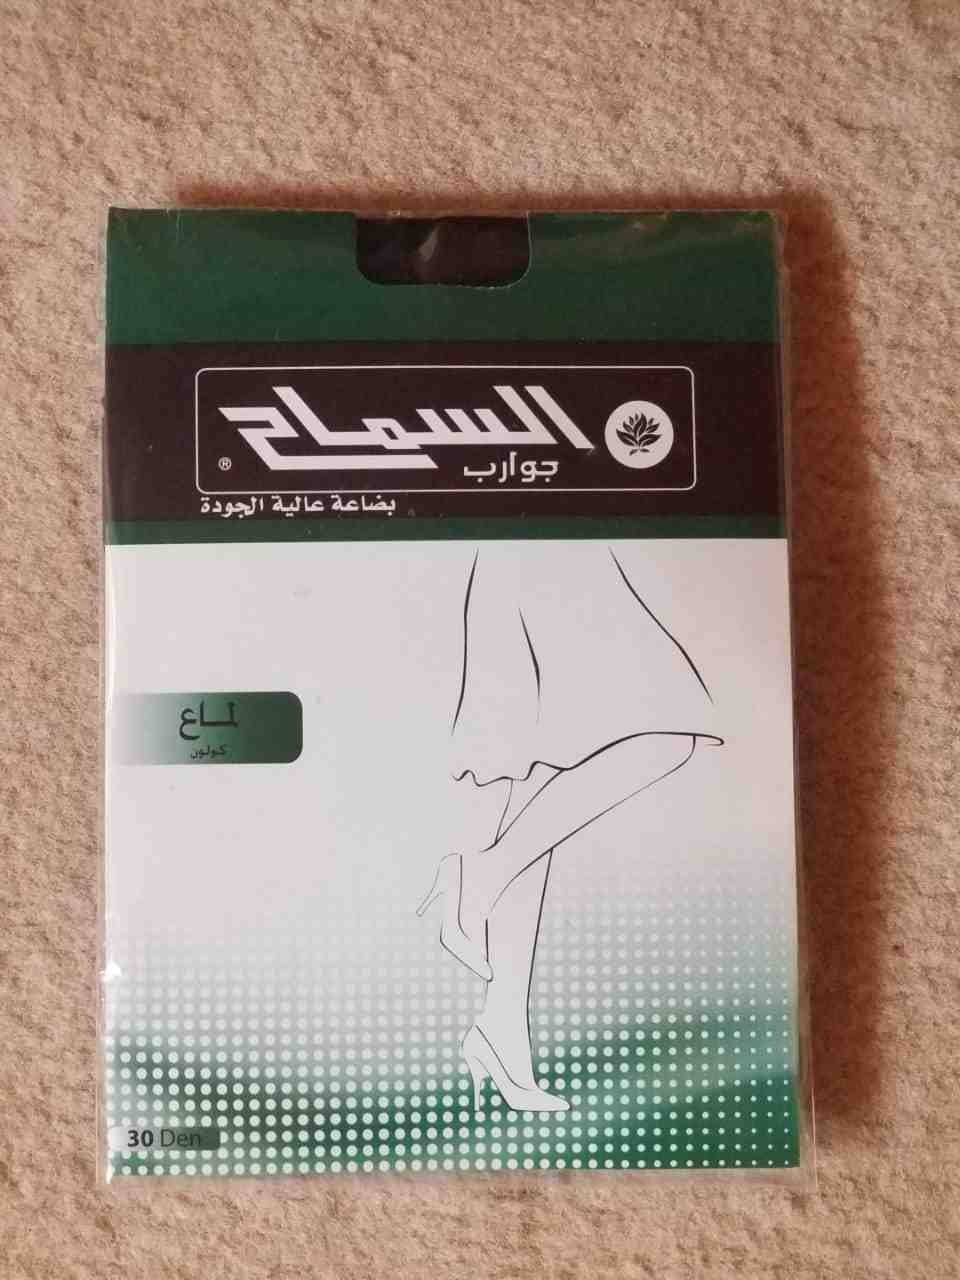 السماح
جوارب
®
بضاعة عالية الجودة
لماع
كولون
30 Den